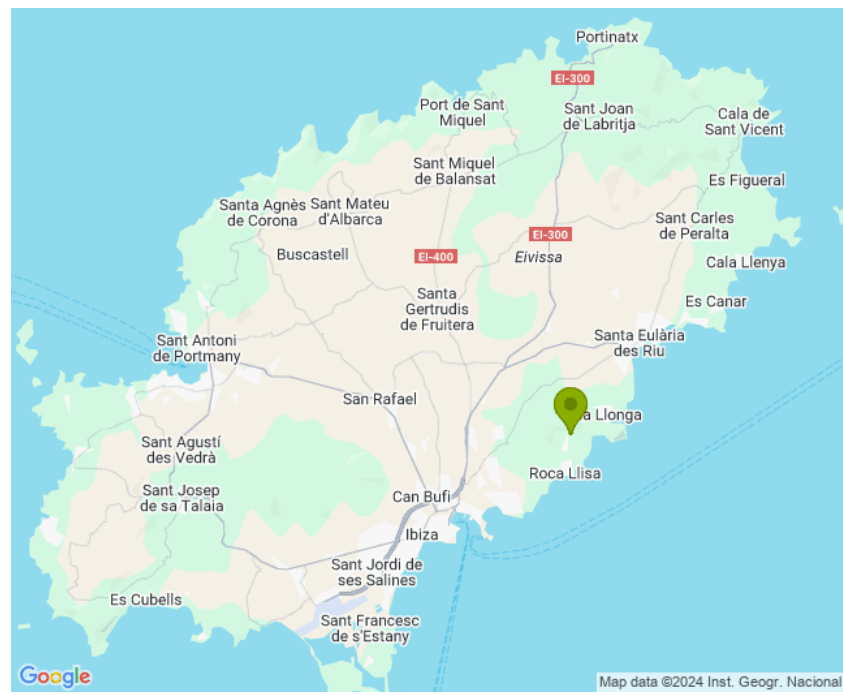 Portinatx
EI-300
Port de Sant
Miquel
Sant Joan
de Labritja
Cala de
Sant Vicent
Sant Miquel
de Balansat
Es Figueral
Santa Agnès
de Corona
Sant Mateu
d'Albarca
Sant Carles
de Peralta
EI-300
Buscastell
EI-400
Eivissa
Cala Llenya
Santa
Gertrudis
de Fruitera
Es Canar
Sant Antoni
de Portmany
Santa Eulària
des Riu
San Rafael
a Llonga
Sant Agustí
des Vedrà
Roca Llisa
Sant Josep
de sa Talaia
Can Bufi
Ibiza
Sant Jordi de
ses Salines
Es Cubells
Sant Francesc
de s'Estany
Google
Map data ©2024 Inst. Geogr. Nacional